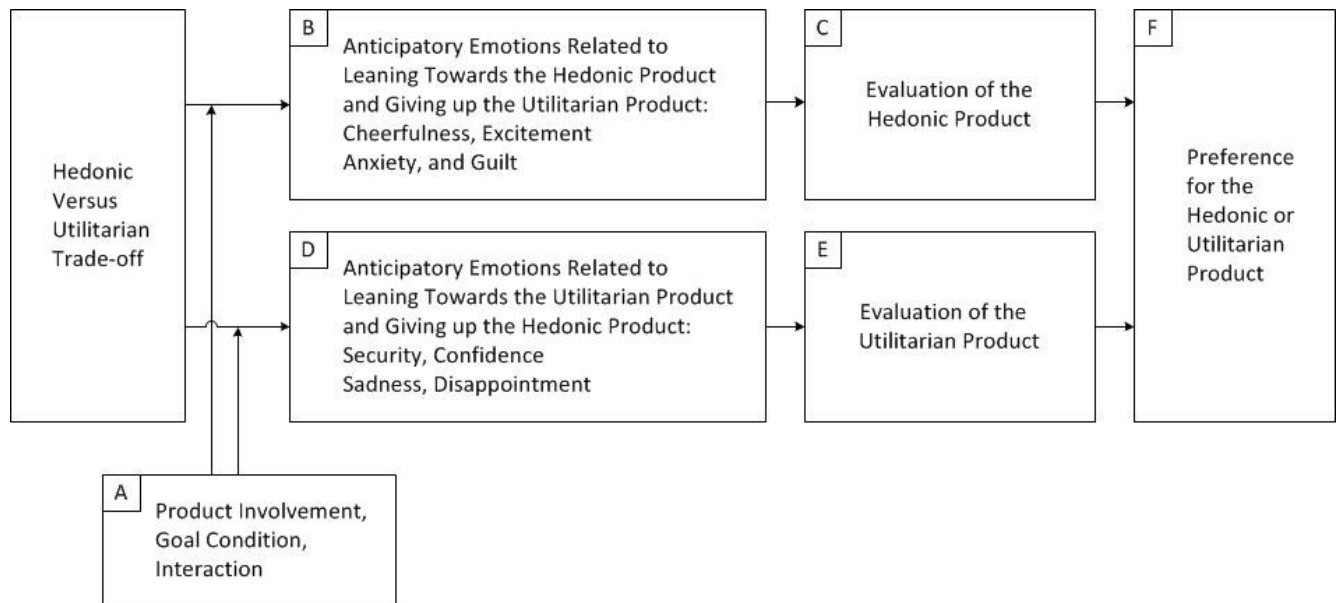 Hedonic
Versus
Utilitarian
Trade-off
B
Anticipatory Emotions Related to
Leaning Towards the Hedonic Product
and Giving up the Utilitarian Product:
Cheerfulness, Excitement
Anxiety, and Guilt
C
Evaluation of the
Hedonic Product
D
Anticipatory Emotions Related to
Leaning Towards the Utilitarian Product
and Giving up the Hedonic Product:
Security, Confidence
Sadness, Disappointment
E
Evaluation of the
Utilitarian Product
F
Preference
for the
Hedonic or
Utilitarian
Product
A
Product Involvement,
Goal Condition,
Interaction